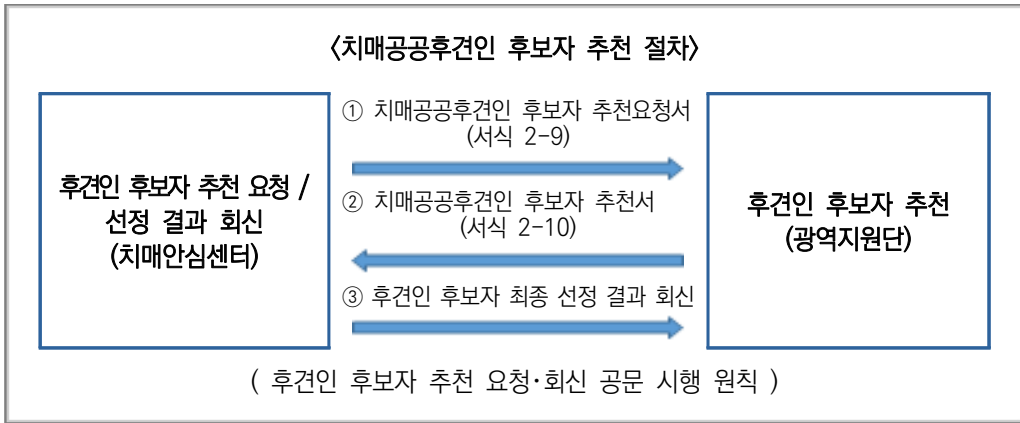 <치매공공후견인 후보자 추천 절차>
후견인 후보자 추천 요청 /
선정 결과 회신
(치매안심센터)
① 치매공공후견인 후보자 추천요청서
(서식 2-9)
② 치매공공후견인 후보자 추천서
(서식 2-10)
③ 후견인 후보자 최종 선정 결과 회신
후견인 후보자 추천
(광역지원단)
( 후견인 후보자 추천 요청·회신 공문 시행 원칙 )